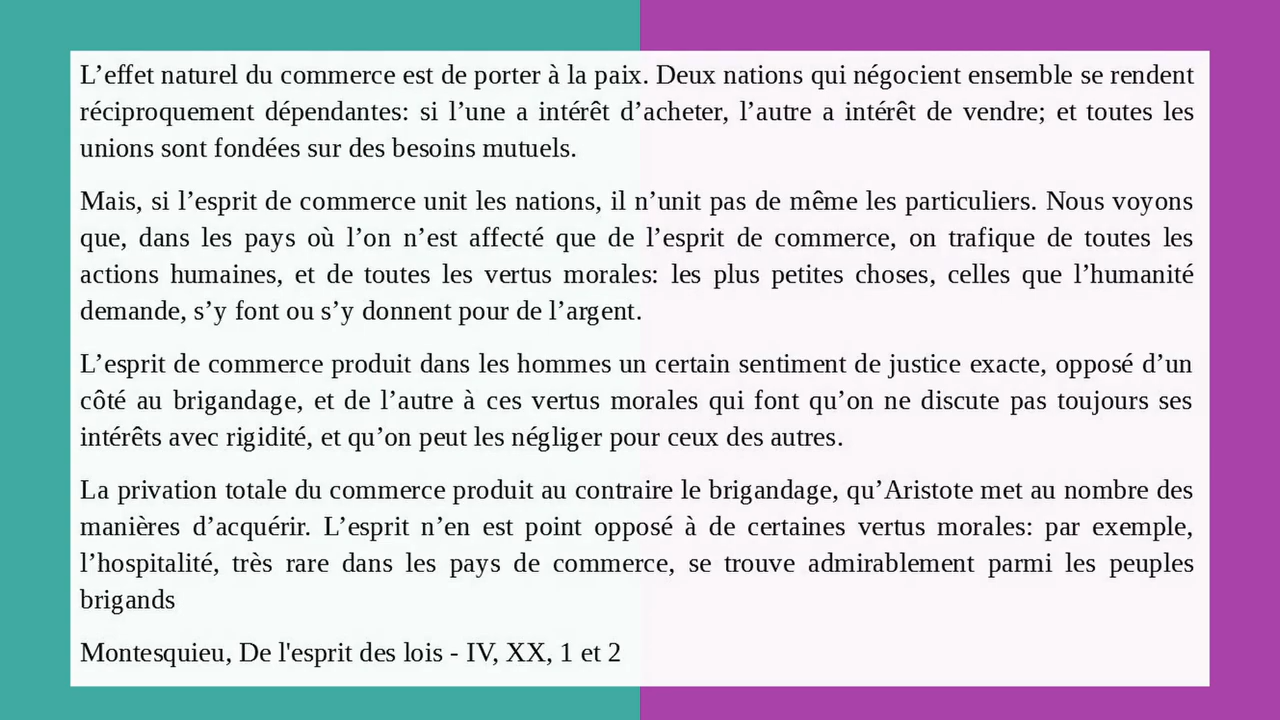 L’effet naturel du commerce est de porter à la paix. Deux nations qui négocient ensemble se rendent
réciproquement dépendantes: si l’une a intérêt d’acheter, l’autre a intérêt de vendre; et toutes les
unions sont fondées sur des besoins mutuels.
Mais, si l’esprit de commerce unit les nations, il n’unit pas de même les particuliers. Nous voyons
que, dans les pays où l’on n’est affecté que de l’esprit de commerce, on trafique de toutes les
actions humaines, et de toutes les vertus morales: les plus petites choses, celles que l’humanité
demande, s’y font ou s’y donnent pour de l’argent.
L’esprit de commerce produit dans les hommes un certain sentiment de justice exacte, opposé d’un
côté au brigandage, et de l’autre à ces vertus morales qui font qu’on ne discute pas toujours ses
intérêts avec rigidité, et qu’on peut les négliger pour ceux des autres.
La privation totale du commerce produit au contraire le brigandage, qu’Aristote met au nombre des
manières d’acquérir. L’esprit n’en est point opposé à de certaines vertus morales: par exemple,
l’hospitalité, très rare dans les pays de commerce, se trouve admirablement parmi les peuples
brigands
Montesquieu, De l'esprit des lois - IV, XX, 1 et 2